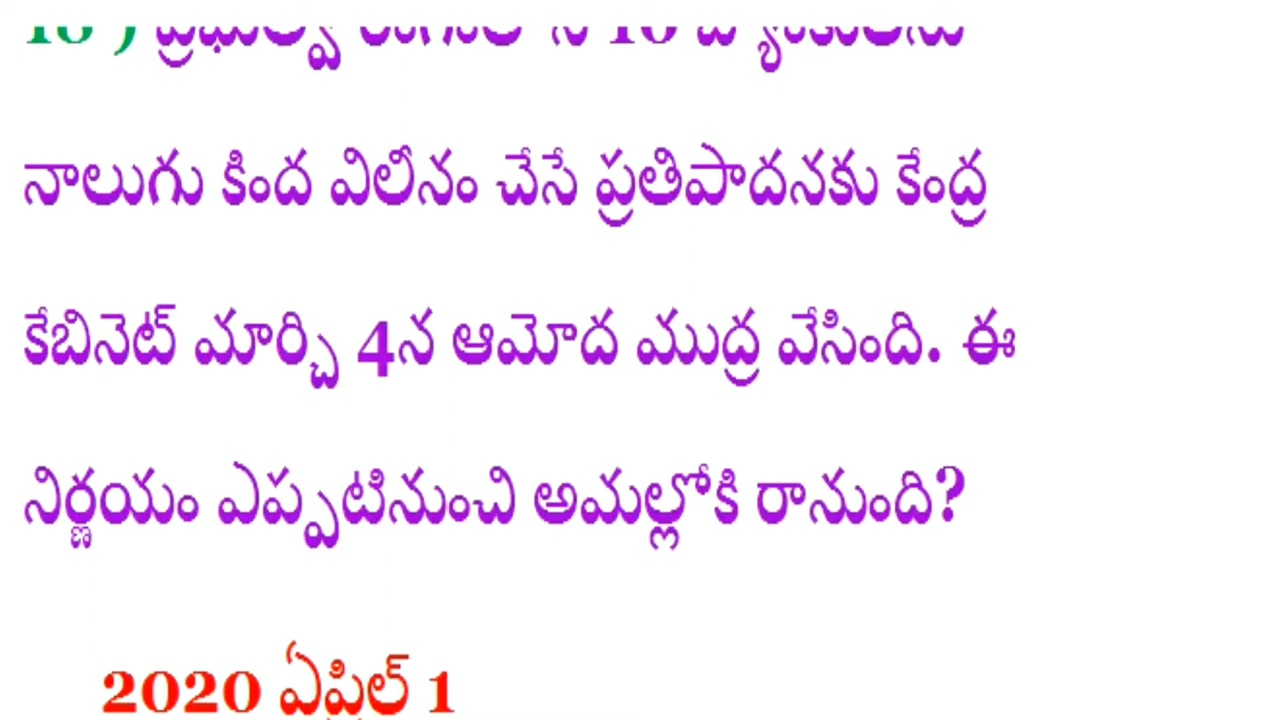 నాలుగు కింద విలీనం చేసే ప్రతిపాదనకు కేంద్ర
కేబినెట్ మార్చి 4న ఆమోద ముద్ర వేసింది. ఈ
నిర్ణయం ఎప్పటినుంచి అమల్లోకి రానుంది?
2020 ఏప్రిల్ 1